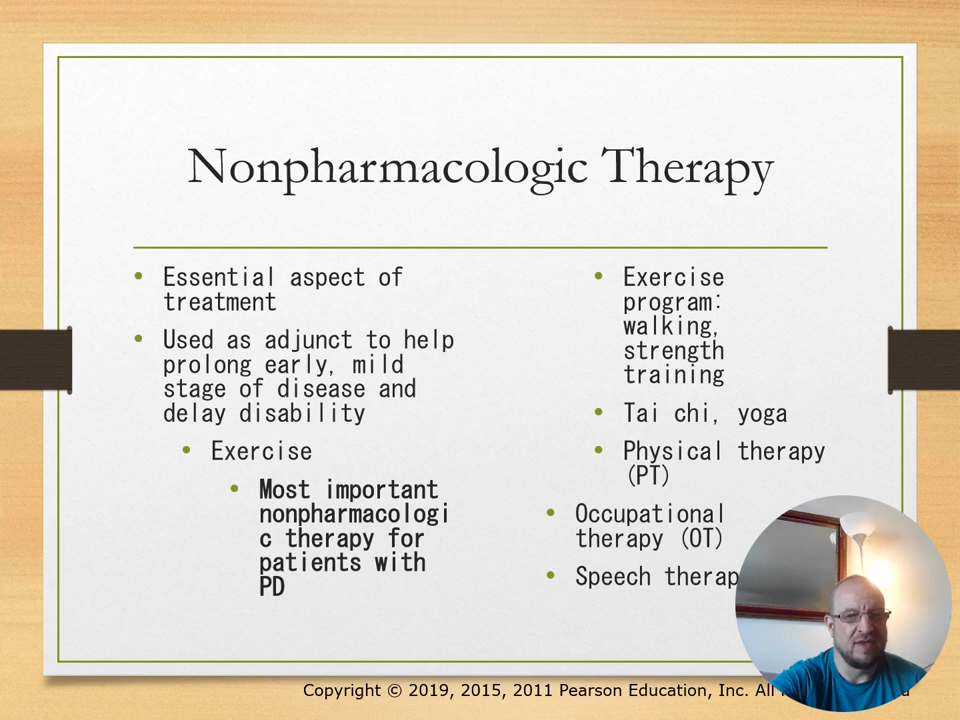 Nonpharmacologic Therapy
• Essential aspect of
treatment
• Used as adjunct to help
prolong early, mild
stage of disease and
delay disability
• Exercise
• Most important
nonpharmacologi
c therapy for
patients with
PD
• Exercise
program:
walking,
strength
training
• Tai chi, yoga
• Physical therapy
(PT)
• Occupational
therapy (OT)
• Speech therap
Copyright © 2019, 2015, 2011 Pearson Education, Inc. All